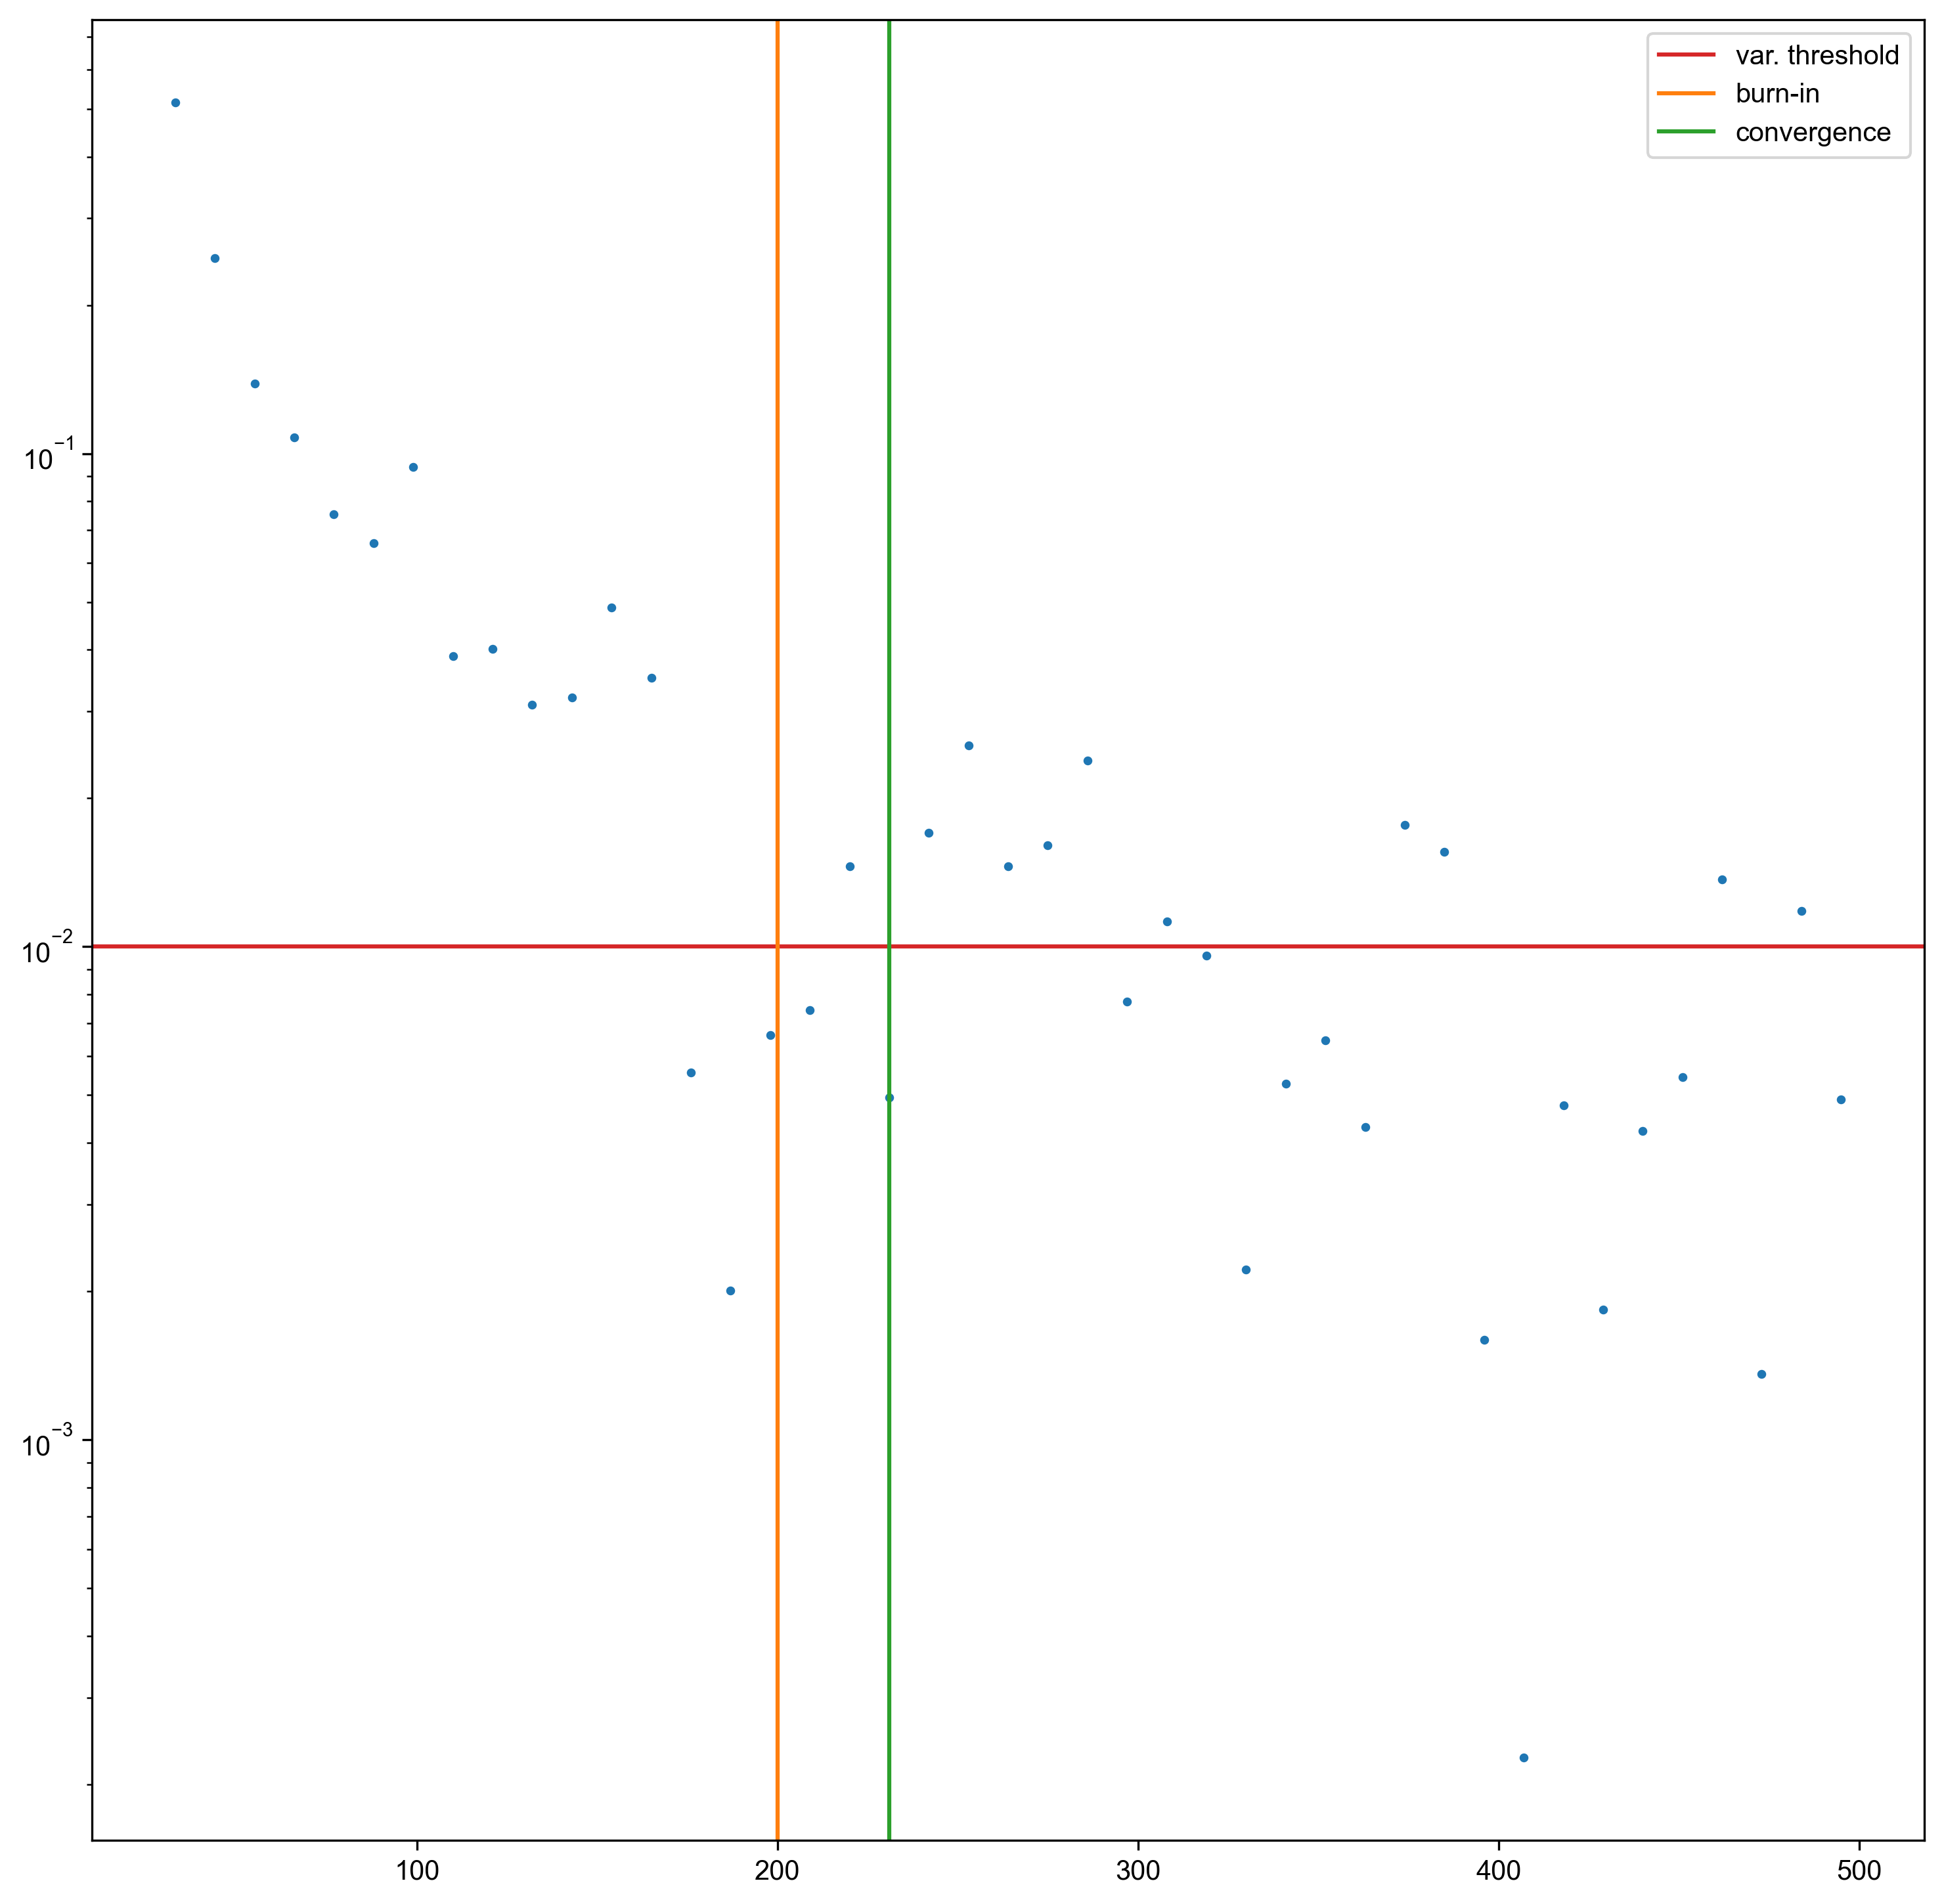 var. threshold
burn-in
convergence
10⁻¹
10⁻²
10⁻³
100 200 300 400 500